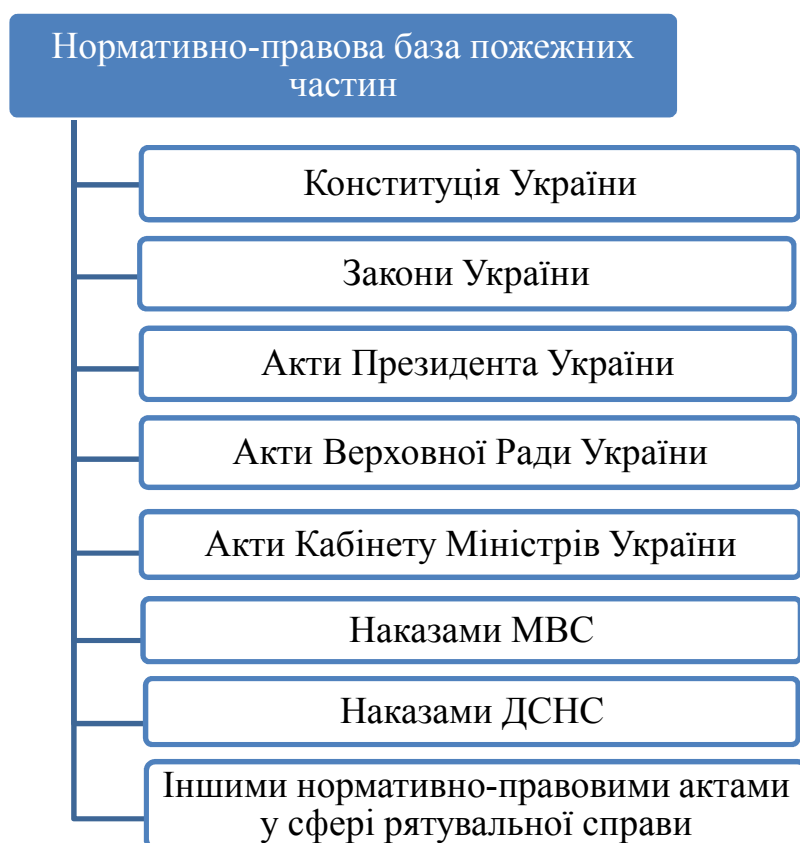 Нормативно-правова база пожежних
частин
Конституція України
Закони України
Акти Президента України
Акти Верховної Ради України
Акти Кабінету Міністрів України
Наказами МВС
Наказами ДСНС
Іншими нормативно-правовими актами
у сфері рятувальної справи